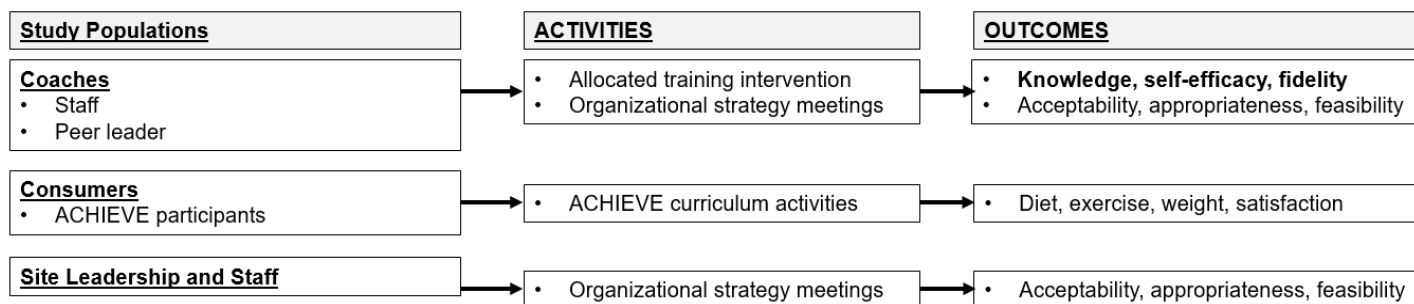 Study Populations
ACTIVITIES
OUTCOMES
Coaches
• Staff
• Peer leader
• Allocated training intervention
• Organizational strategy meetings
• Knowledge, self-efficacy, fidelity
• Acceptability, appropriateness, feasibility
Consumers
• ACHIEVE participants
• ACHIEVE curriculum activities
• Diet, exercise, weight, satisfaction
Site Leadership and Staff
• Organizational strategy meetings
• Acceptability, appropriateness, feasibility